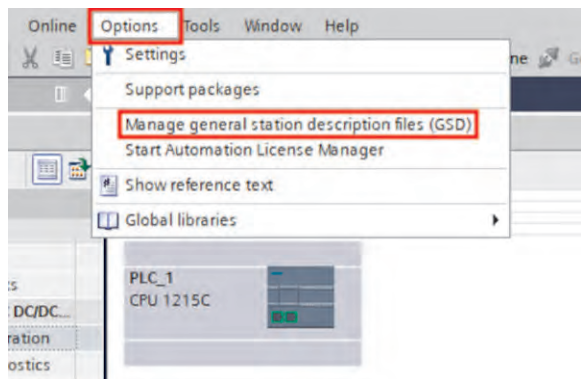 Online Options Tools Window Help
Settings
ne
Support packages
Manage general station description files (GSD)
Start Automation License Manager
Show reference text
Global libraries
PLC_1
CPU 1215C
DC/DC...
ration
ostics